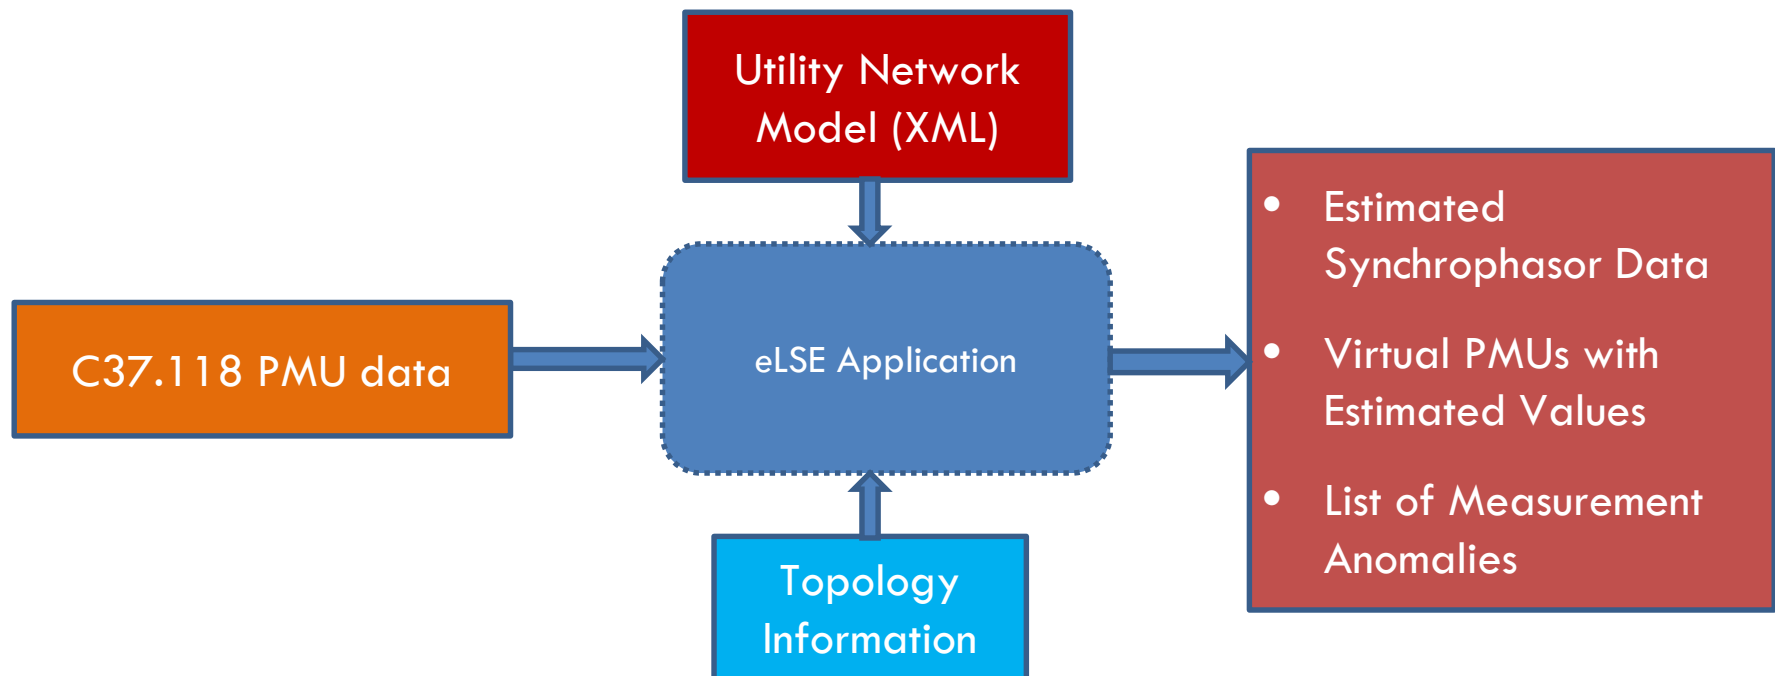 Utility Network
Model (XML)
C37.118 PMU data
eLSE Application
Topology
Information
• Estimated
Synchrophasor Data
• Virtual PMUs with
Estimated Values
• List of Measurement
Anomalies